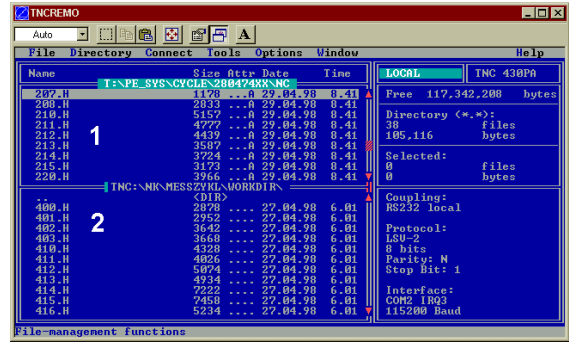 TNCREMO
Auto
A
File Directory Connect Tools Options Window Help
Name Size Attr Date Time
T:\PE_SYS\CYCLE\280474XX\NC
207.H 1178 ...A 29.04.98 8.41
208.H 2833 ...A 29.04.98 8.41
210.H 5157 ...A 29.04.98 8.41
211.H 4777 ...A 29.04.98 8.41
212.H 4439 ...A 29.04.98 8.41
213.H 3587 ...A 29.04.98 8.41
214.H 3724 ...A 29.04.98 8.41
215.H 3173 ...A 29.04.98 8.41
220.H 3966 ...A 29.04.98 8.41
1
TNC:\NK\MESSZYKL\WORKDIR\
.. <DIR>
400.H 2878 .... 27.04.98 6.01
401.H 2952 .... 27.04.98 6.01
402.H 3642 .... 27.04.98 6.01
403.H 3668 .... 27.04.98 6.01
410.H 4328 .... 27.04.98 6.01
411.H 4026 .... 27.04.98 6.01
412.H 5074 .... 27.04.98 6.01
413.H 4934 .... 27.04.98 6.01
414.H 7222 .... 27.04.98 6.01
415.H 7458 .... 27.04.98 6.01
416.H 5234 .... 27.04.98 6.01
2
LOCAL TNC 430PA
Free 117,342,208 bytes
Directory (*.*):
38 files
105,116 bytes
Selected:
0 files
0 bytes
Coupling:
RS232 local
Protocol:
LSV-2
8 bits
Parity: N
Stop Bit: 1
Interface:
COM2 IRQ3
115200 Baud
File-management functions